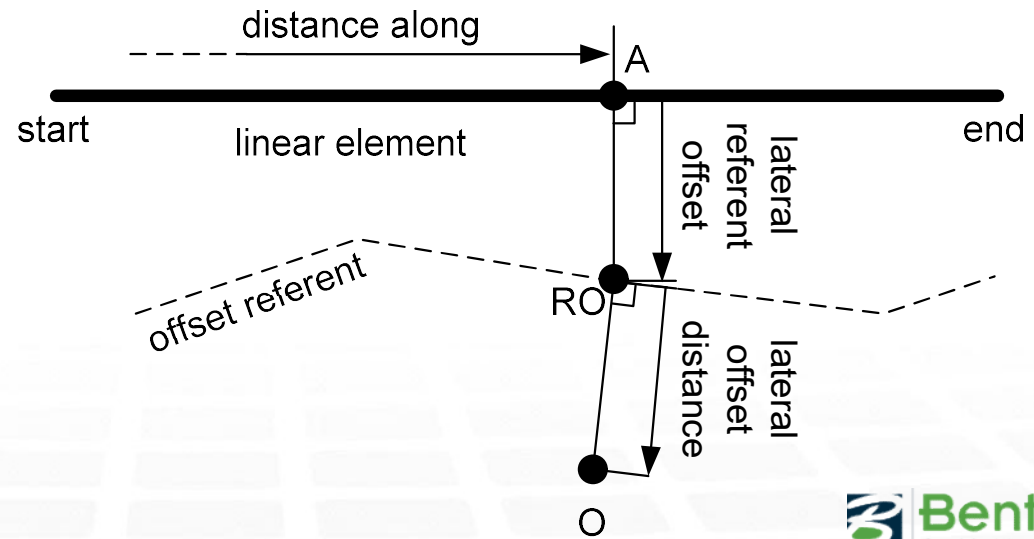 distance along
A
start
linear element
end
lateral
referent
offset
offset referent
RO
lateral
offset
distance
O
Bent